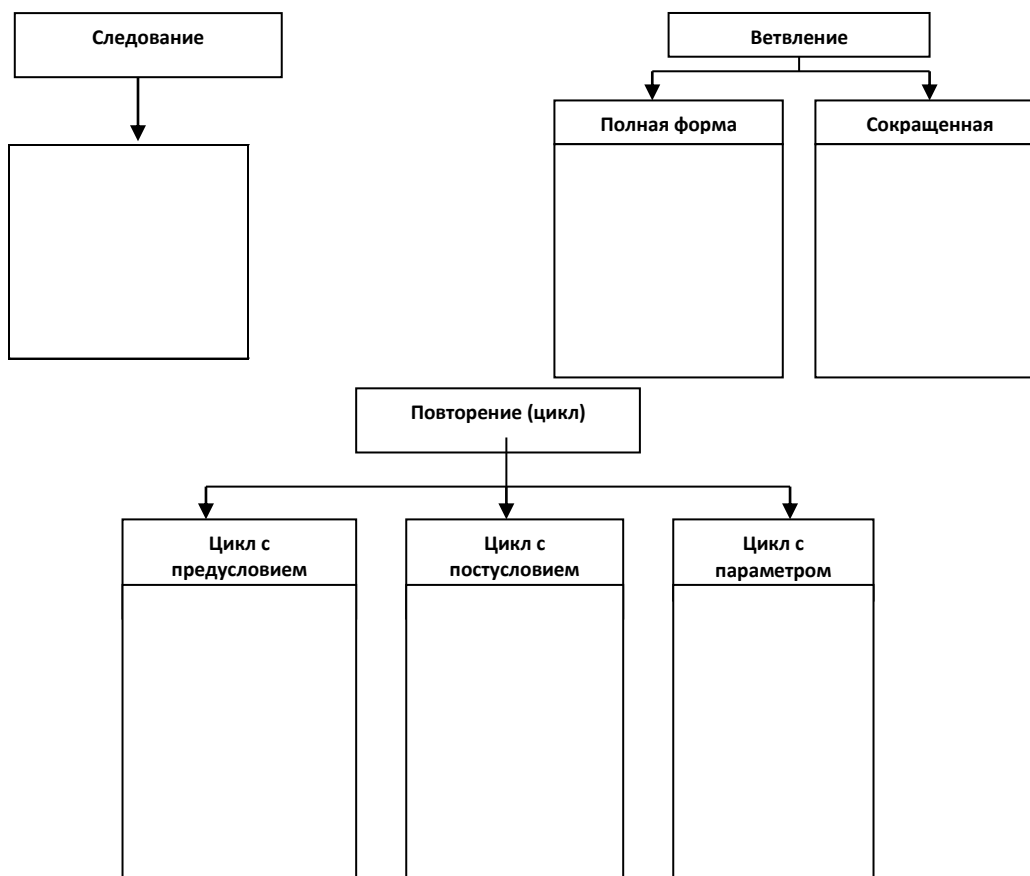 Следование
Ветвление
Полная форма
Сокращенная
Повторение (цикл)
Цикл с
предусловием
Цикл с
постусловием
Цикл с
параметром